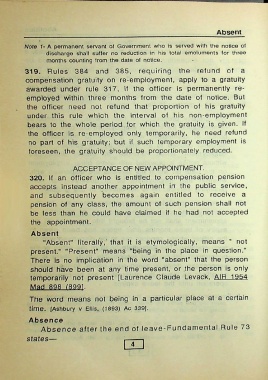 Absent
Note 1- A permanent servant of Government who is served with the notice of
discharge shall suffer no reduction in his total emoluments for three
months counting from the date of notice.
319. Rules 384 and 385, requiring the refund of a
compensation gratuity on re-employment, apply to a gratuity
awarded under rule 317. If the officer is permanently re-
employed within three months from the date of notice. But
the officer need not refund that proportion of his gratuity
under this rule which the interval of his non-employment
bears to the whole period for which the gratuity is given. If
the officer is re-employed only temporarily, he need refund
no part of his gratuity; but if such temporary employment is
foreseen, the gratuity should be proportionately reduced.
ACCEPTANCE OF NEW APPOINTMENT.
320. If an officer who is entitled to compensation pension
accepts instead another appointment in the public service,
and subsequently becomes again entitled to receive a
pension of any class, the amount of such pension shall not
be less than he could have claimed if he had not accepted
the appointment.
Absent
"Absent" literally, that it is etymologically, means " not
present." "Present" means "being in the place in question."
There is no implication in the word "absent" that the person
should have been at any time present, or the person is only
temporarily not present [Laurence Claude Levack, AIR 1954
Mad 898 (899].
The word means not being in a particular place at a certain
time. [Ashbury v Ellis, (1893) Ac 339].
Absence
Absence after the end of leave-Fundamental Rule 73
states—
4